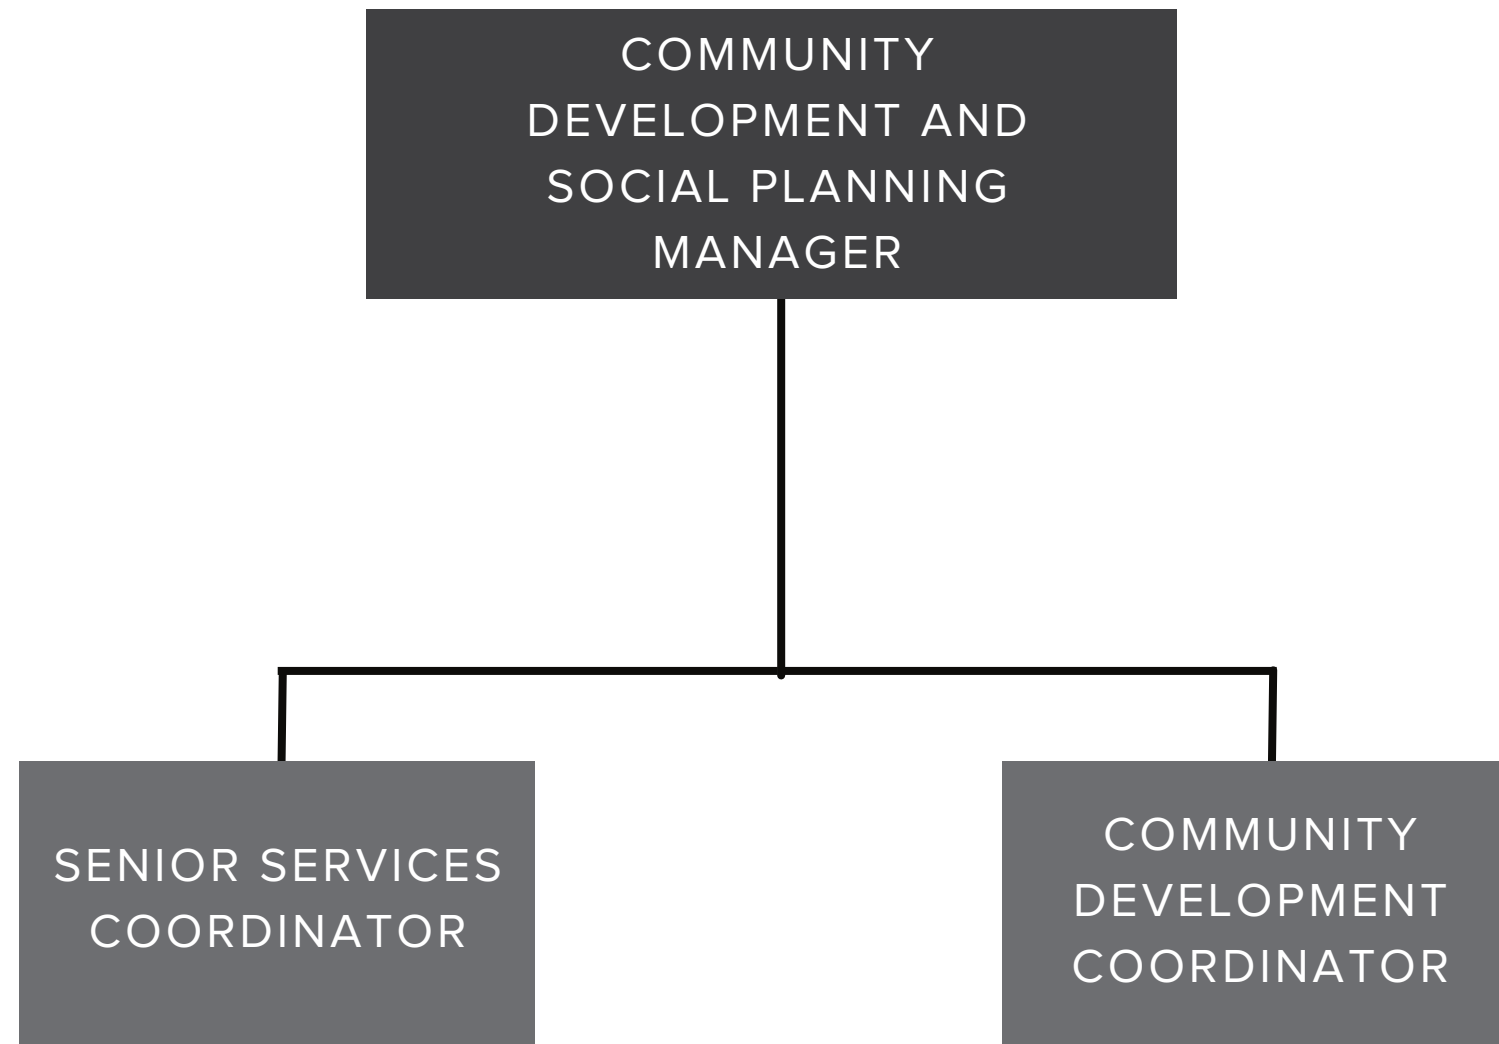 COMMUNITY
DEVELOPMENT AND
SOCIAL PLANNING
MANAGER
SENIOR SERVICES
COORDINATOR
COMMUNITY
DEVELOPMENT
COORDINATOR